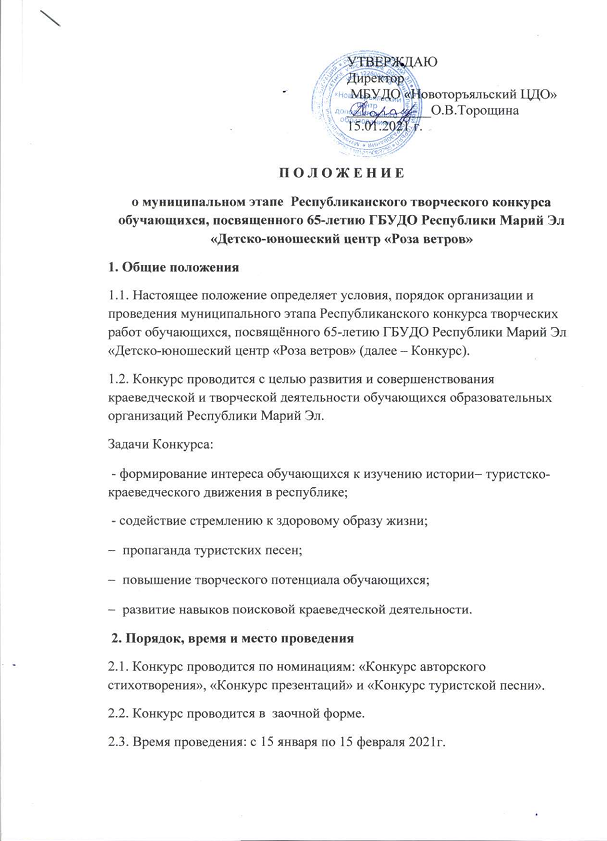 УТВЕРЖДАЮ
Директор
МБУДО «Новоторъяльский ЦДО»
____________О.В.Торощина
15.01.2021 г.
П О Л О Ж Е Н И Е
о муниципальном этапе Республиканского творческого конкурса
обучающихся, посвященного 65-летию ГБУДО Республики Марий Эл
«Детско-юношеский центр «Роза ветров»
1. Общие положения
1.1. Настоящее положение определяет условия, порядок организации и
проведения муниципального этапа Республиканского конкурса творческих
работ обучающихся, посвящённого 65-летию ГБУДО Республики Марий Эл
«Детско-юношеский центр «Роза ветров» (далее – Конкурс).
1.2. Конкурс проводится с целью развития и совершенствования
краеведческой и творческой деятельности обучающихся образовательных
организаций Республики Марий Эл.
Задачи Конкурса:
- формирование интереса обучающихся к изучению истории– туристско-
краеведческого движения в республике;
- содействие стремлению к здоровому образу жизни;
– пропаганда туристских песен;
– повышение творческого потенциала обучающихся;
– развитие навыков поисковой краеведческой деятельности.
2. Порядок, время и место проведения
2.1. Конкурс проводится по номинациям: «Конкурс авторского
стихотворения», «Конкурс презентаций» и «Конкурс туристской песни».
2.2. Конкурс проводится в заочной форме.
2.3. Время проведения: с 15 января по 15 февраля 2021г.